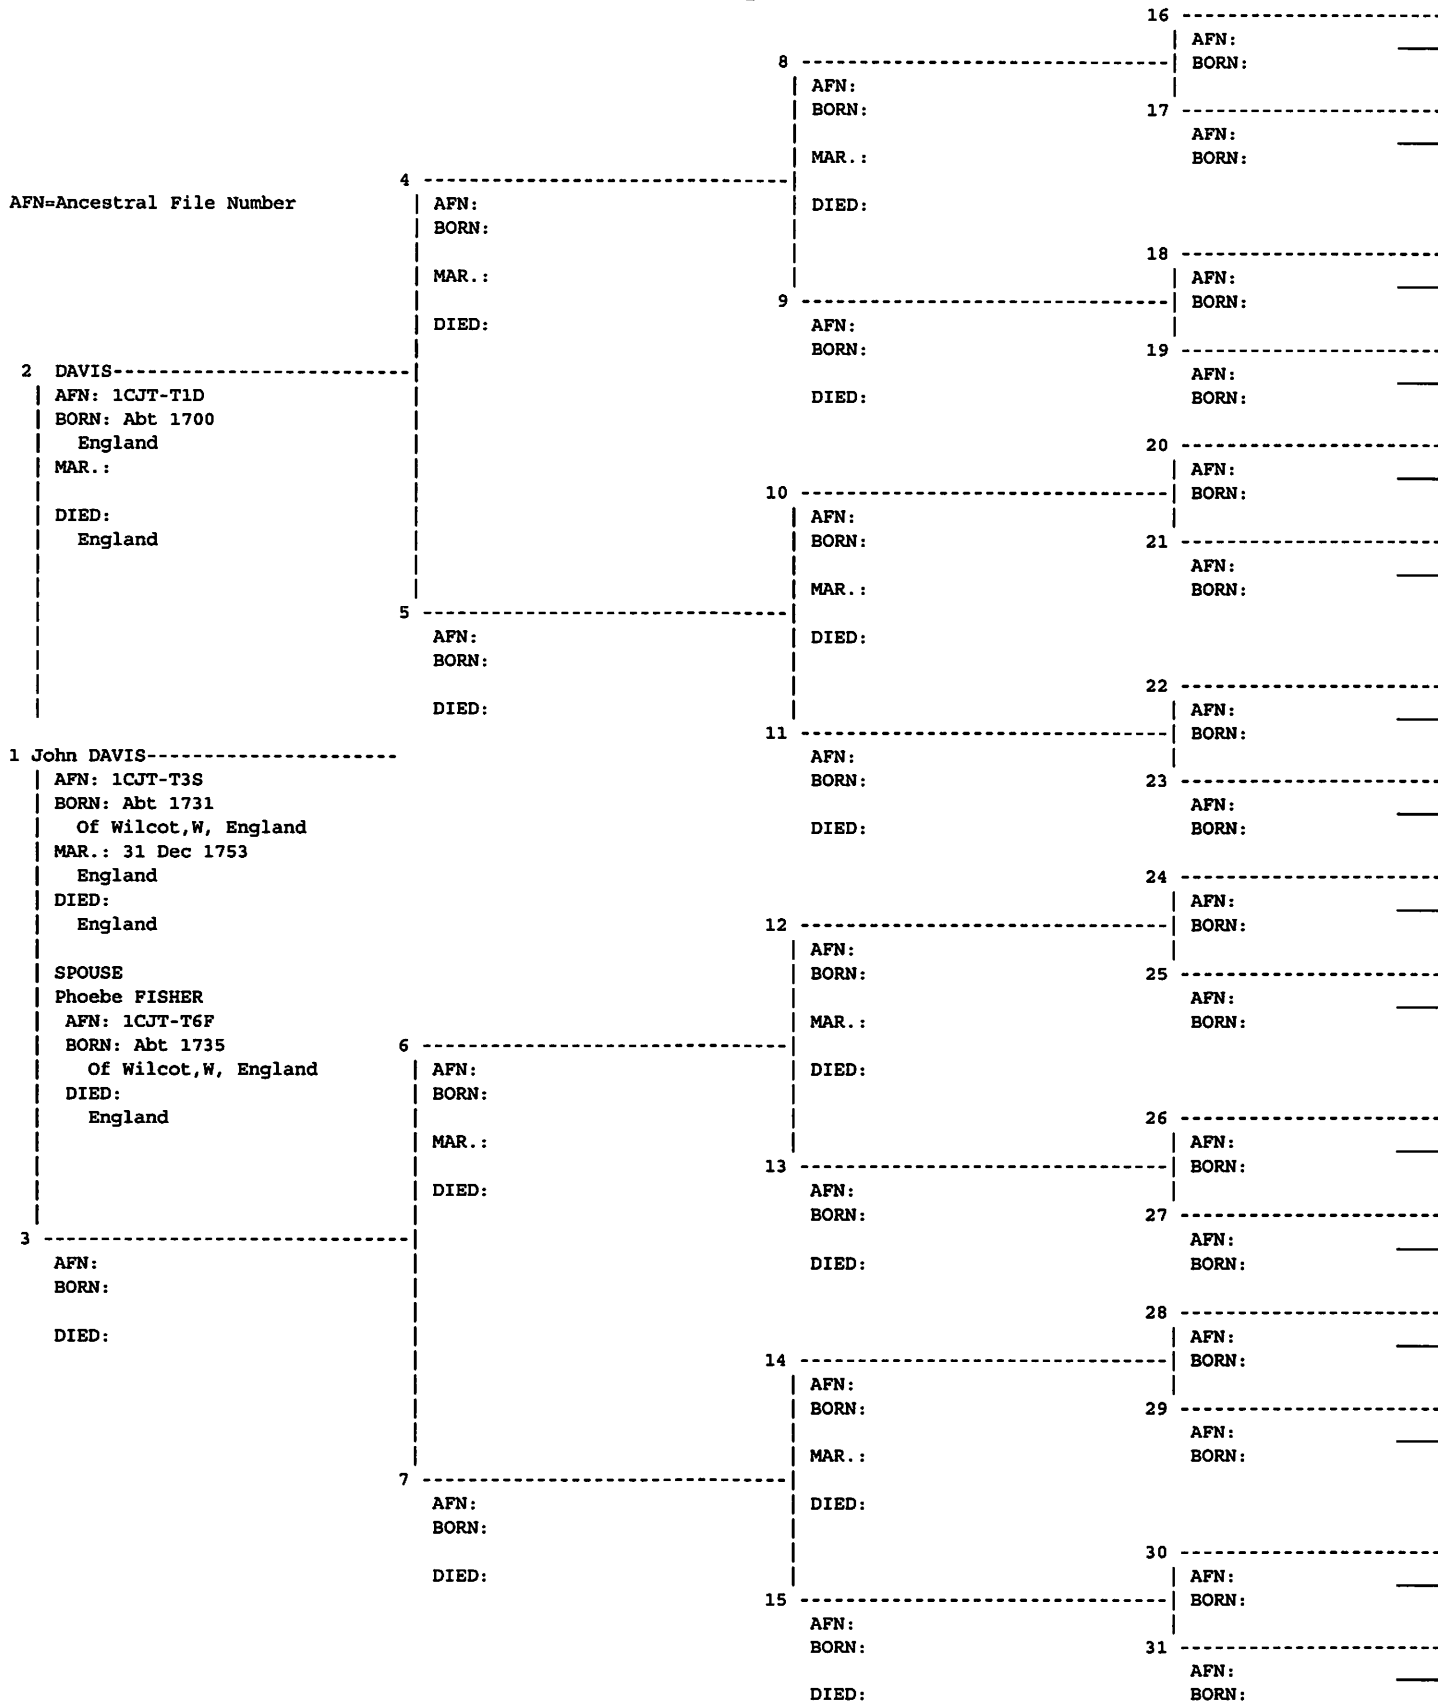 AFN=Ancestral File Number
2 DAVIS
AFN: 1CJT-T1D
BORN: Abt 1700
England
MAR.:
DIED:
England
1 John DAVIS
AFN: 1CJT-T3S
BORN: Abt 1731
Of Wilcot,W, England
MAR.: 31 Dec 1753
England
DIED:
England
SPOUSE
Phoebe FISHER
AFN: 1CJT-T6F
BORN: Abt 1735
Of Wilcot,W, England
DIED:
England
3
AFN:
BORN:
DIED:
4
AFN:
BORN:
MAR.:
DIED:
5
AFN:
BORN:
DIED:
6
AFN:
BORN:
MAR.:
DIED:
7
AFN:
BORN:
DIED:
8
AFN:
BORN:
MAR.:
DIED:
9
AFN:
BORN:
DIED:
10
AFN:
BORN:
MAR.:
DIED:
11
AFN:
BORN:
DIED:
12
AFN:
BORN:
MAR.:
DIED:
13
AFN:
BORN:
DIED:
14
AFN:
BORN:
MAR.:
DIED:
15
AFN:
BORN:
DIED:
16
AFN:
BORN:
17
AFN:
BORN:
18
AFN:
BORN:
19
AFN:
BORN:
20
AFN:
BORN:
21
AFN:
BORN:
22
AFN:
BORN:
23
AFN:
BORN:
24
AFN:
BORN:
25
AFN:
BORN:
26
AFN:
BORN:
27
AFN:
BORN:
28
AFN:
BORN:
29
AFN:
BORN:
30
AFN:
BORN:
31
AFN:
BORN: